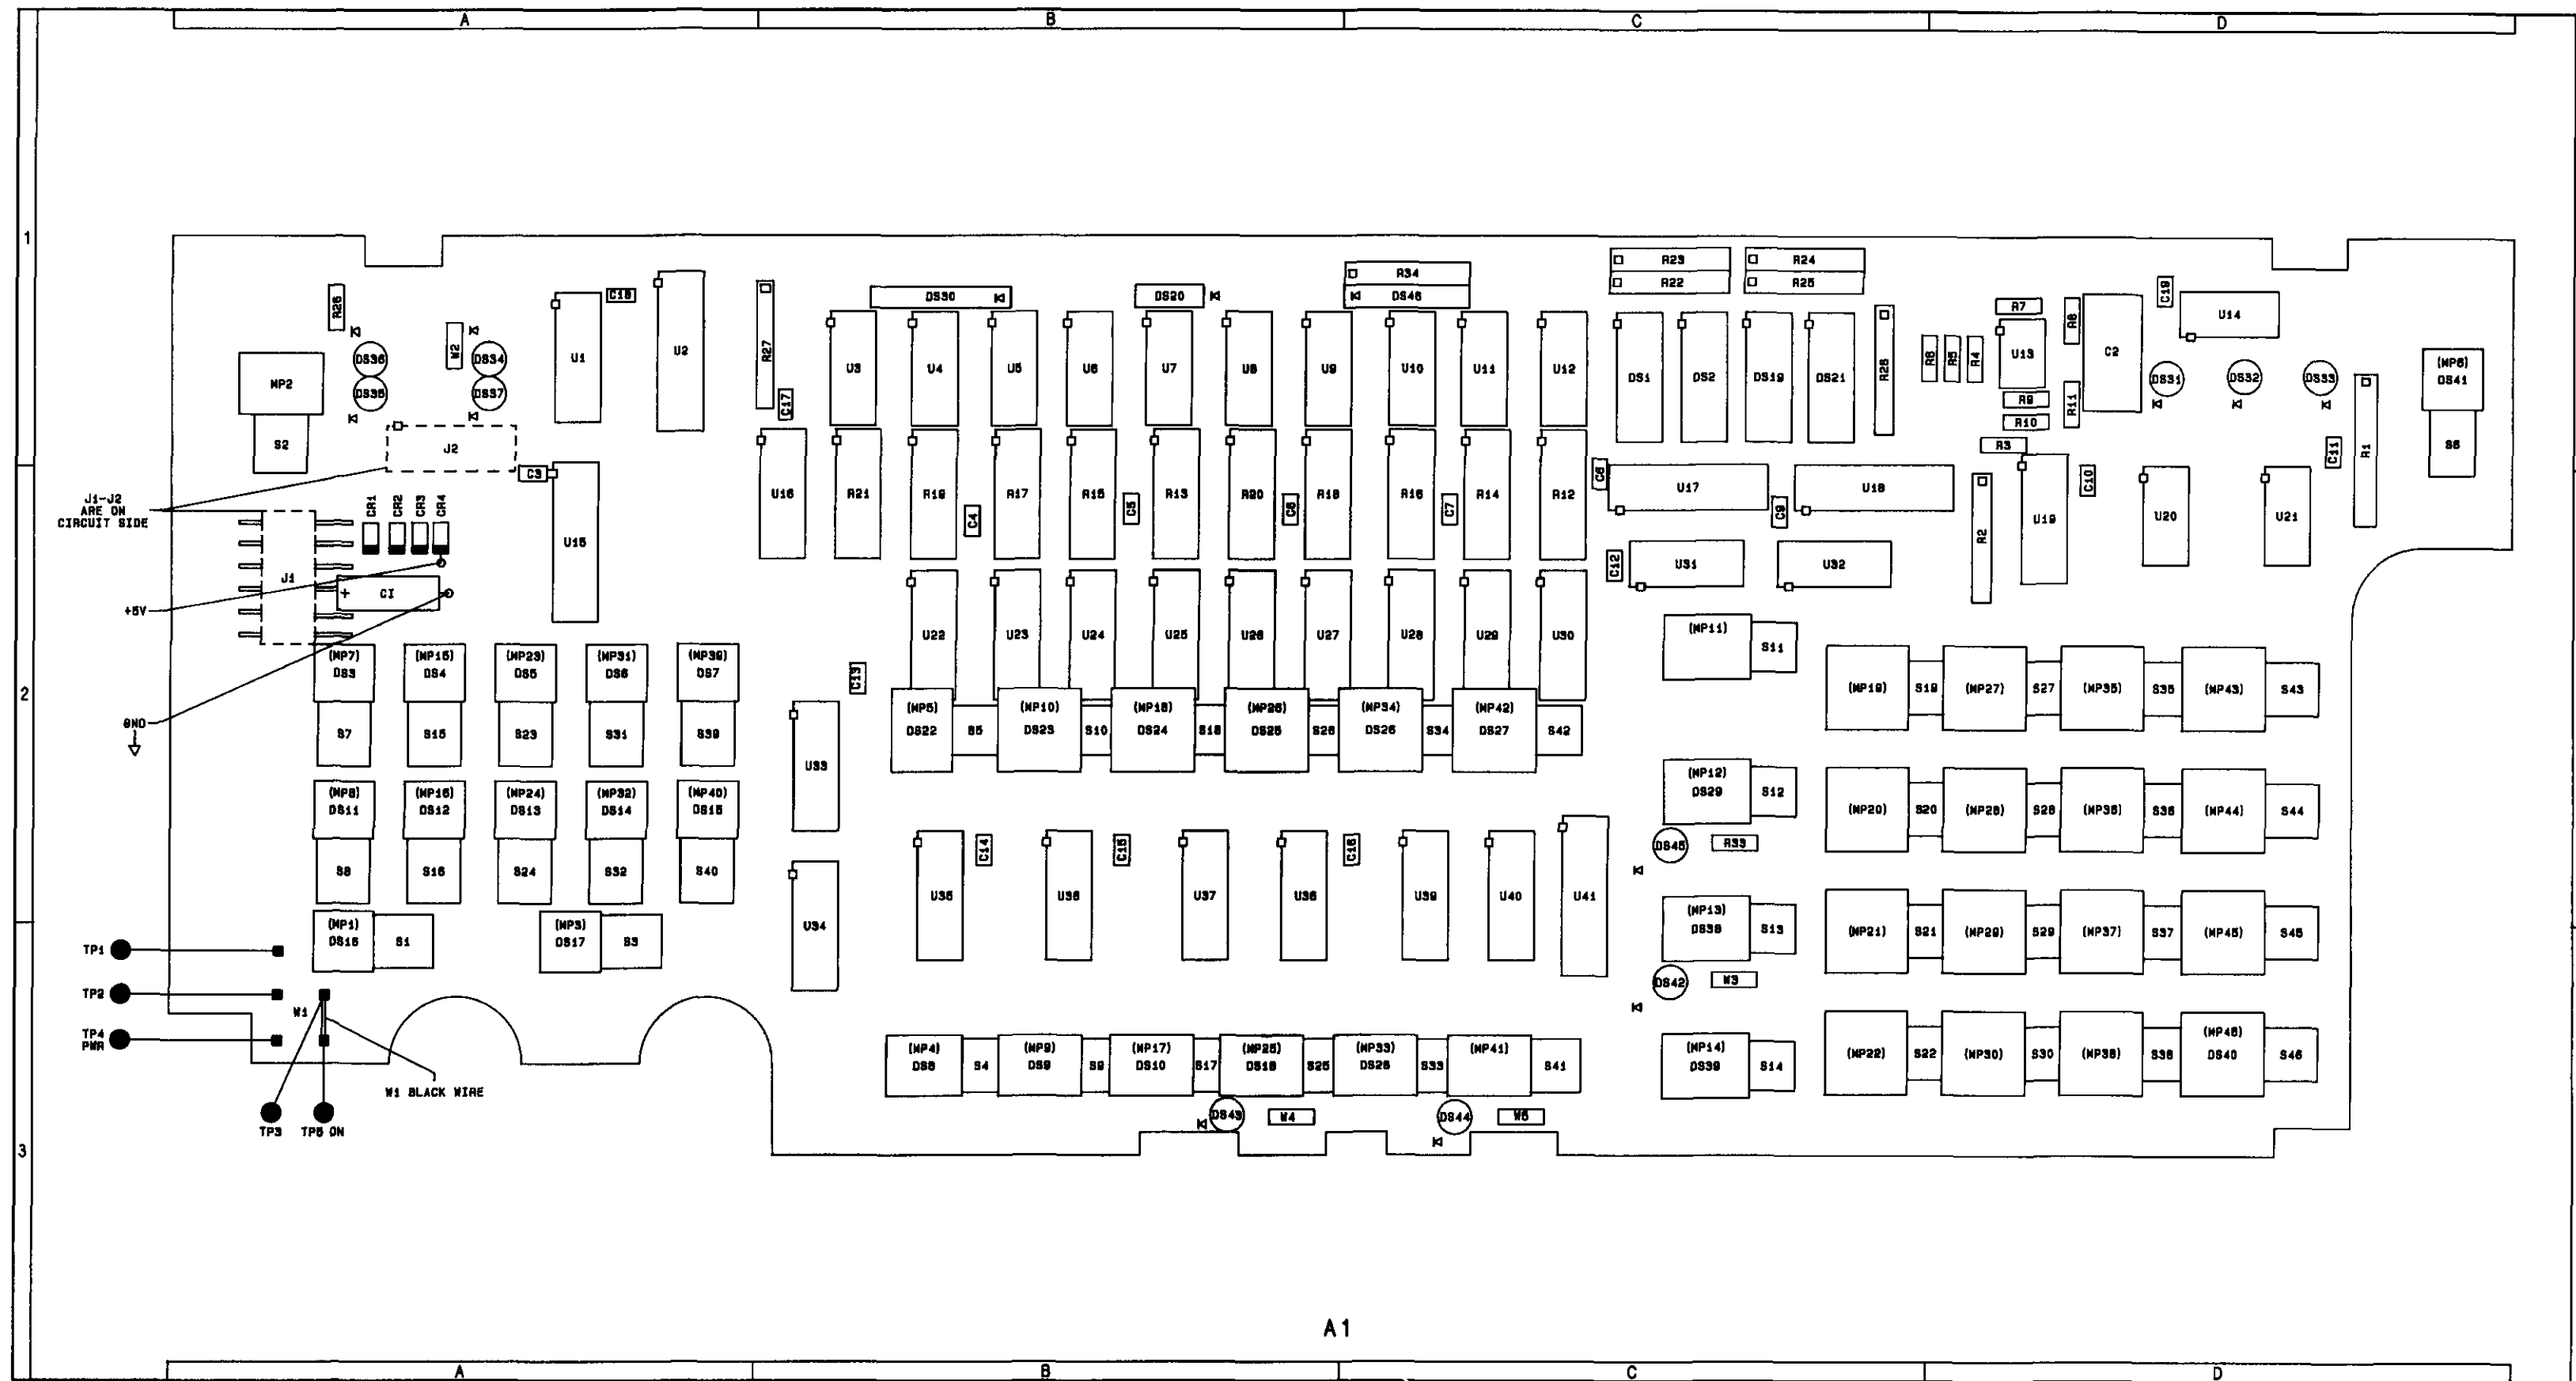 A B C D
1
R23 R24
R34
R22 R25
DS30 DS20 DS46
R26 C18 R27 C19 U14
R7 R8
W2 DS36 DS34 U1 U2
U3 U4 U5 U6 U7 U8 U9 U10 U11 U12
DS1 DS2 DS19 DS21 R28
R6 R5 R4 U13 C2
DS31 DS32 DS33
(MP6)
DS41
MP2 DS35 DS37
C17 R9 R11
R10
S2 J2 R3 C11 R1 S6
C3
J1-J2
ARE ON
CIRCUIT SIDE
CR1 CR2 CR3 CR4
U15
U16 R21 R19 R17 R15 R13 R20 R18 R16 R14 R12
C4 C5 C7
U17 U18 C9 C10
R2 U19 U20 U21
C12 U31 U32
J1
+ C1
+5V
U22 U23 U24 U25 U26 U27 U28 U29 U30
(MP11) S11
2
(MP7) (MP15) (MP23) (MP31) (MP39)
DS3 DS4 DS5 DS6 DS7
C13
(MP19) S19 (MP27) S27 (MP35) S35 (MP43) S43
GND
S7 S15 S23 S31 S39
(MP5) (MP10) (MP18) (MP26) (MP34) (MP42)
DS22 S5 DS23 S10 DS24 S18 DS25 S26 DS26 S34 DS27 S42
U33
(MP12)
DS29 S12
(MP8) (MP16) (MP24) (MP32) (MP40)
DS11 DS12 DS13 DS14 DS15
(MP20) S20 (MP28) S28 (MP36) S36 (MP44) S44
DS45 R33
C14 C15 C16
S8 S16 S24 S32 S40
U34 U35 U36 U37 U38 U39 U40 U41
(MP1)
DS16 S1
(MP3)
DS17 S3
(MP13)
DS38 S13
(MP21) S21 (MP29) S29 (MP37) S37 (MP45) S45
TP1
TP2
W1
DS42 W3
TP4
PWR
(MP4) (MP9) (MP17) (MP25) (MP33) (MP41)
DS8 S4 DS9 S9 DS10 S17 DS18 S25 DS28 S33 S41
(MP14)
DS39 S14
(MP22) S22 (MP30) S30 (MP38) S38 (MP46)
DS40 S46
W1 BLACK WIRE
TP3 TP5 ON
DS43 W4 DS44 W5
3
A1
A B C D